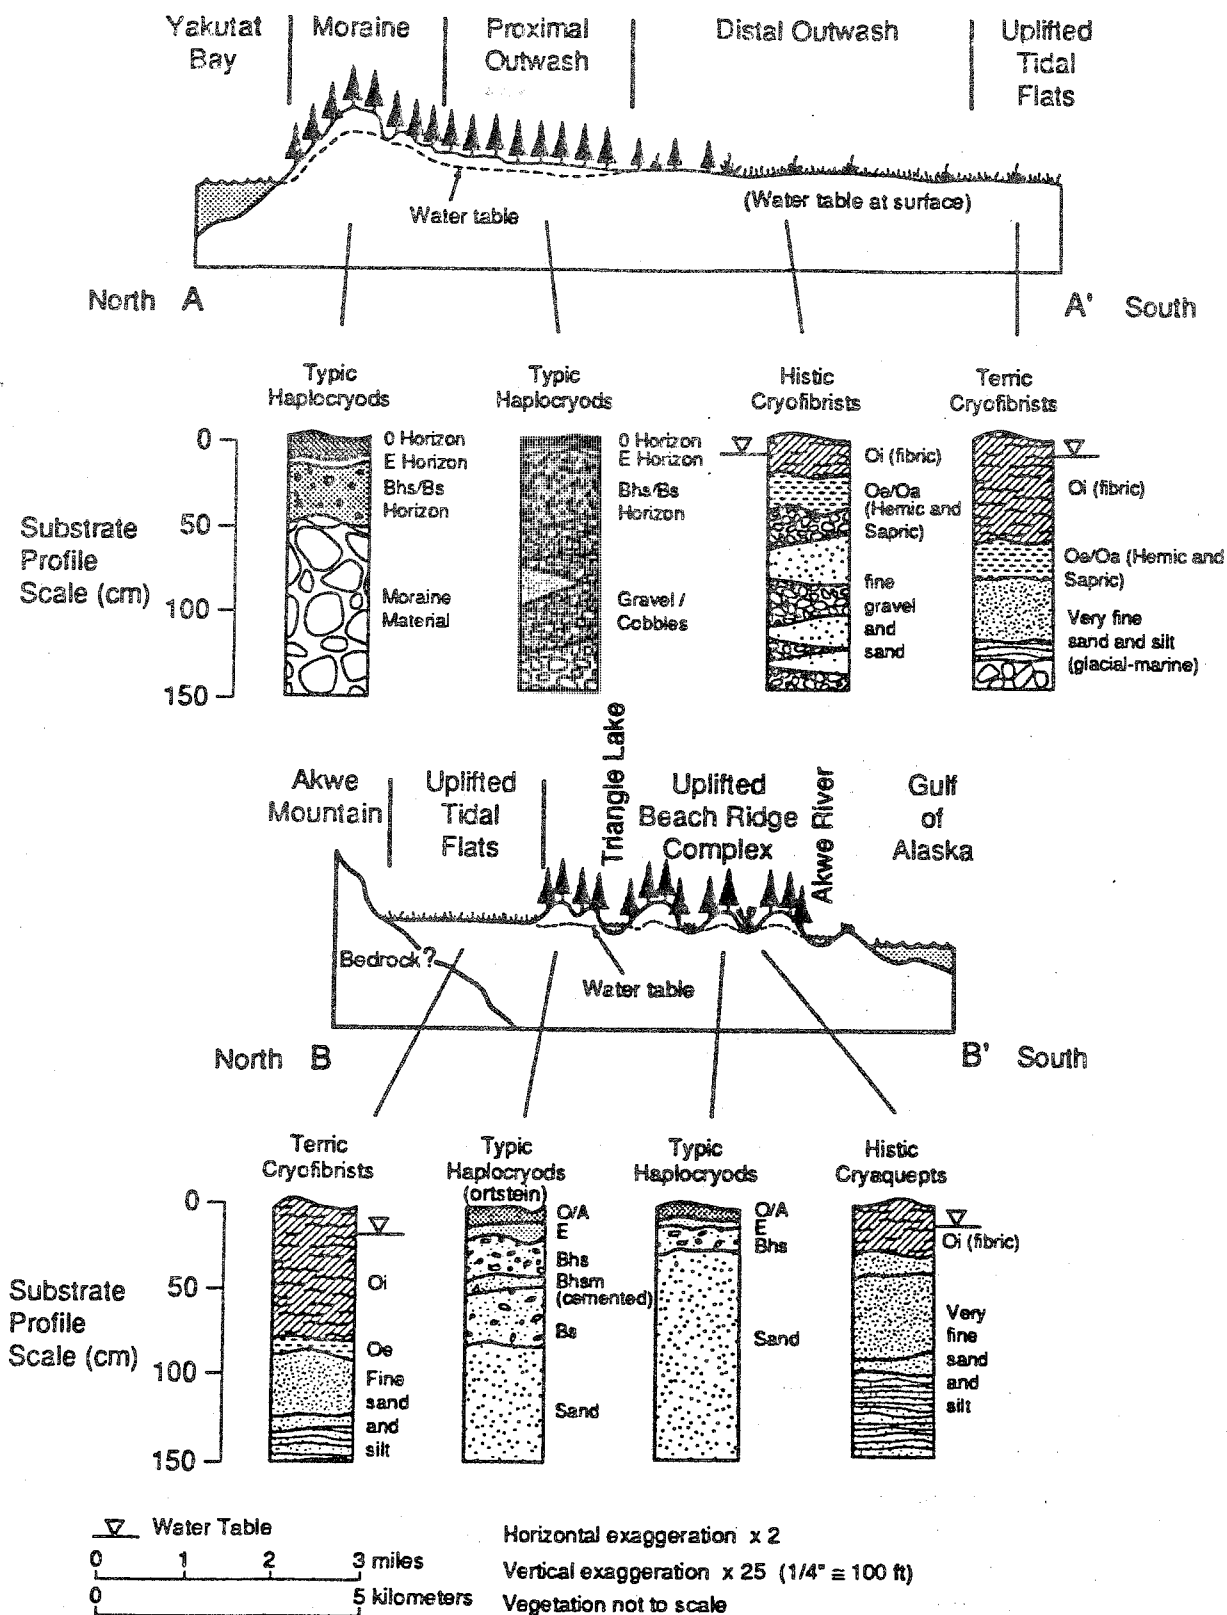 Yakutat
Bay
Moraine
Proximal
Outwash
Distal Outwash
Uplifted
Tidal
Flats
Water table
(Water table at surface)
North A
A' South
Typic
Haplocryods
Typic
Haplocryods
Histic
Cryofibrists
Terric
Cryofibrists
Substrate
Profile
Scale (cm)
0
50
100
150
O Horizon
E Horizon
Bhs/Bs
Horizon
Moraine
Material
O Horizon
E Horizon
Bhs/Bs
Horizon
Gravel /
Cobbles
Oi (fibric)
Oe/Oa
(Hemic and
Sapric)
fine
gravel
and
sand
Oi (fibric)
Oe/Oa (Hemic and
Sapric)
Very fine
sand and silt
(glacial-marine)
Akwe
Mountain
Uplifted
Tidal
Flats
Triangle Lake
Uplifted
Beach Ridge
Complex
Akwe River
Gulf
of
Alaska
Bedrock?
Water table
North B
B' South
Terric
Cryofibrists
Typic
Haplocryods
(ortstein)
Typic
Haplocryods
Histic
Cryaquepts
Substrate
Profile
Scale (cm)
0
50
100
150
Oi
Oe
Fine
sand
and
silt
O/A
E
Bhs
Bhsm
(cemented)
Bs
Sand
O/A
E
Bhs
Sand
Oi (fibric)
Very
fine
sand
and
silt
Water Table
0 1 2 3 miles
0 5 kilometers
Horizontal exaggeration x 2
Vertical exaggeration x 25 (1/4" ≅ 100 ft)
Vegetation not to scale